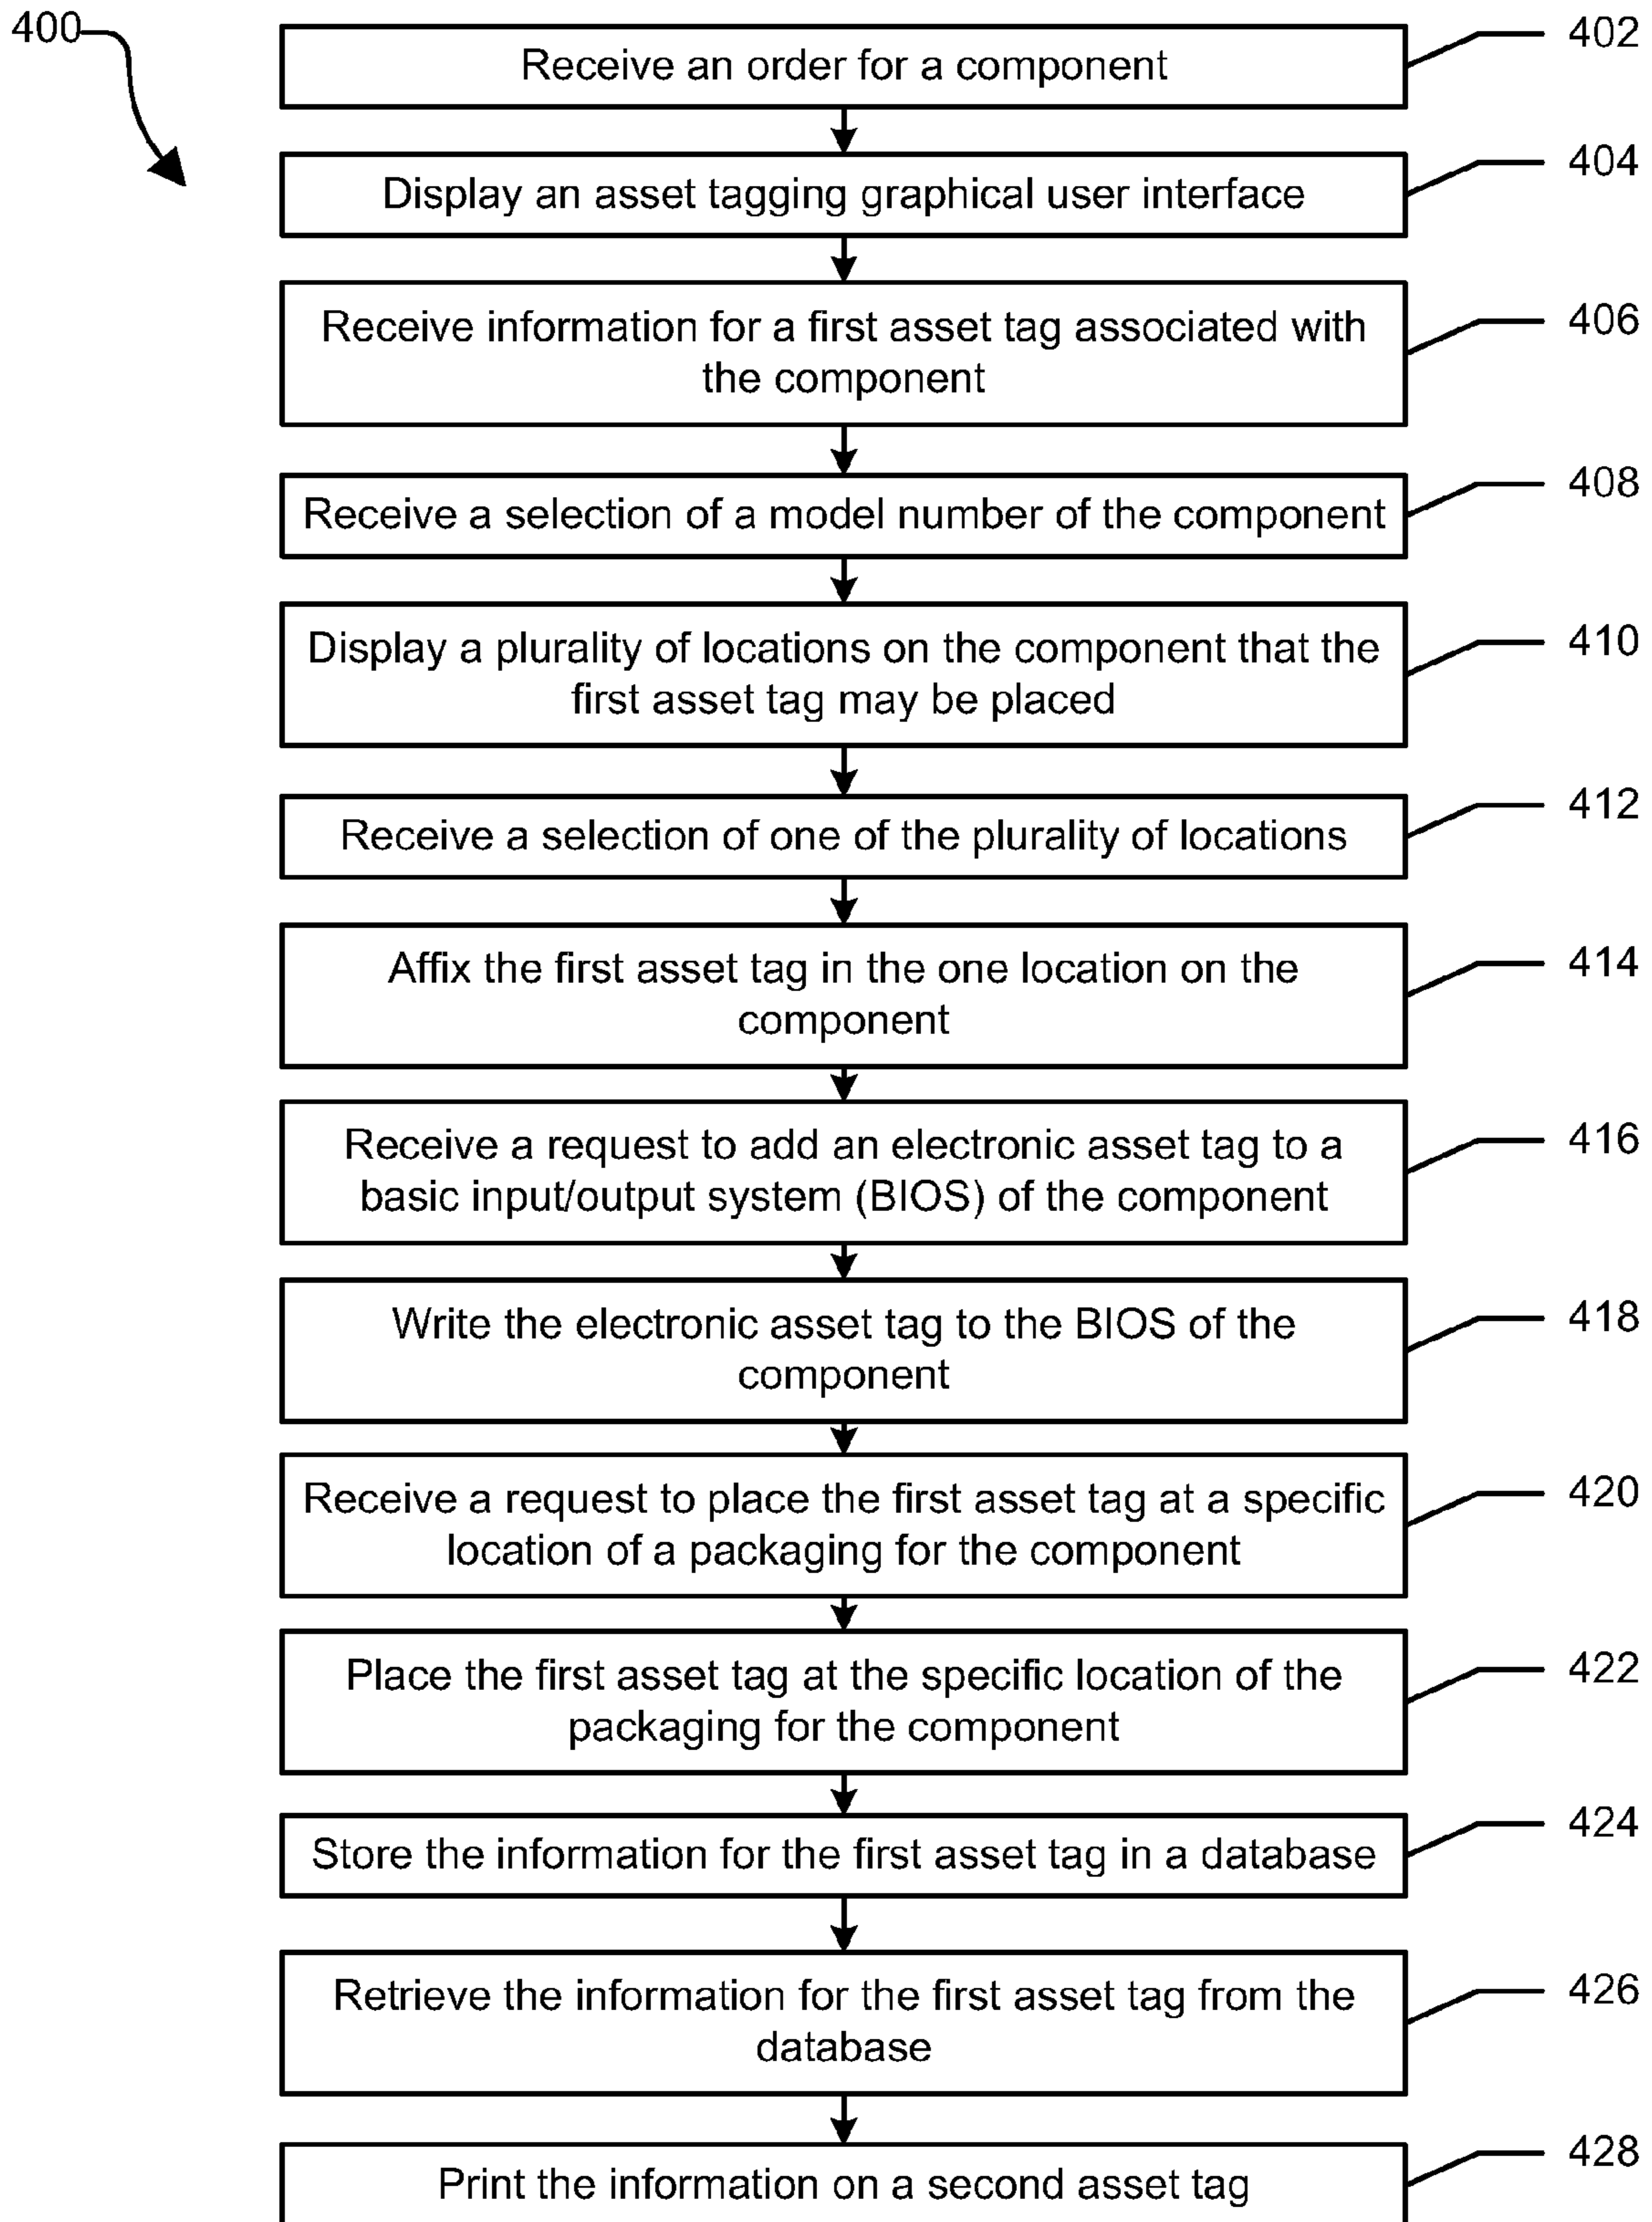 400
Receive an order for a component
402
Display an asset tagging graphical user interface
404
Receive information for a first asset tag associated with
the component
406
Receive a selection of a model number of the component
408
Display a plurality of locations on the component that the
first asset tag may be placed
410
Receive a selection of one of the plurality of locations
412
Affix the first asset tag in the one location on the
component
414
Receive a request to add an electronic asset tag to a
basic input/output system (BIOS) of the component
416
Write the electronic asset tag to the BIOS of the
component
418
Receive a request to place the first asset tag at a specific
location of a packaging for the component
420
Place the first asset tag at the specific location of the
packaging for the component
422
Store the information for the first asset tag in a database
424
Retrieve the information for the first asset tag from the
database
426
Print the information on a second asset tag
428